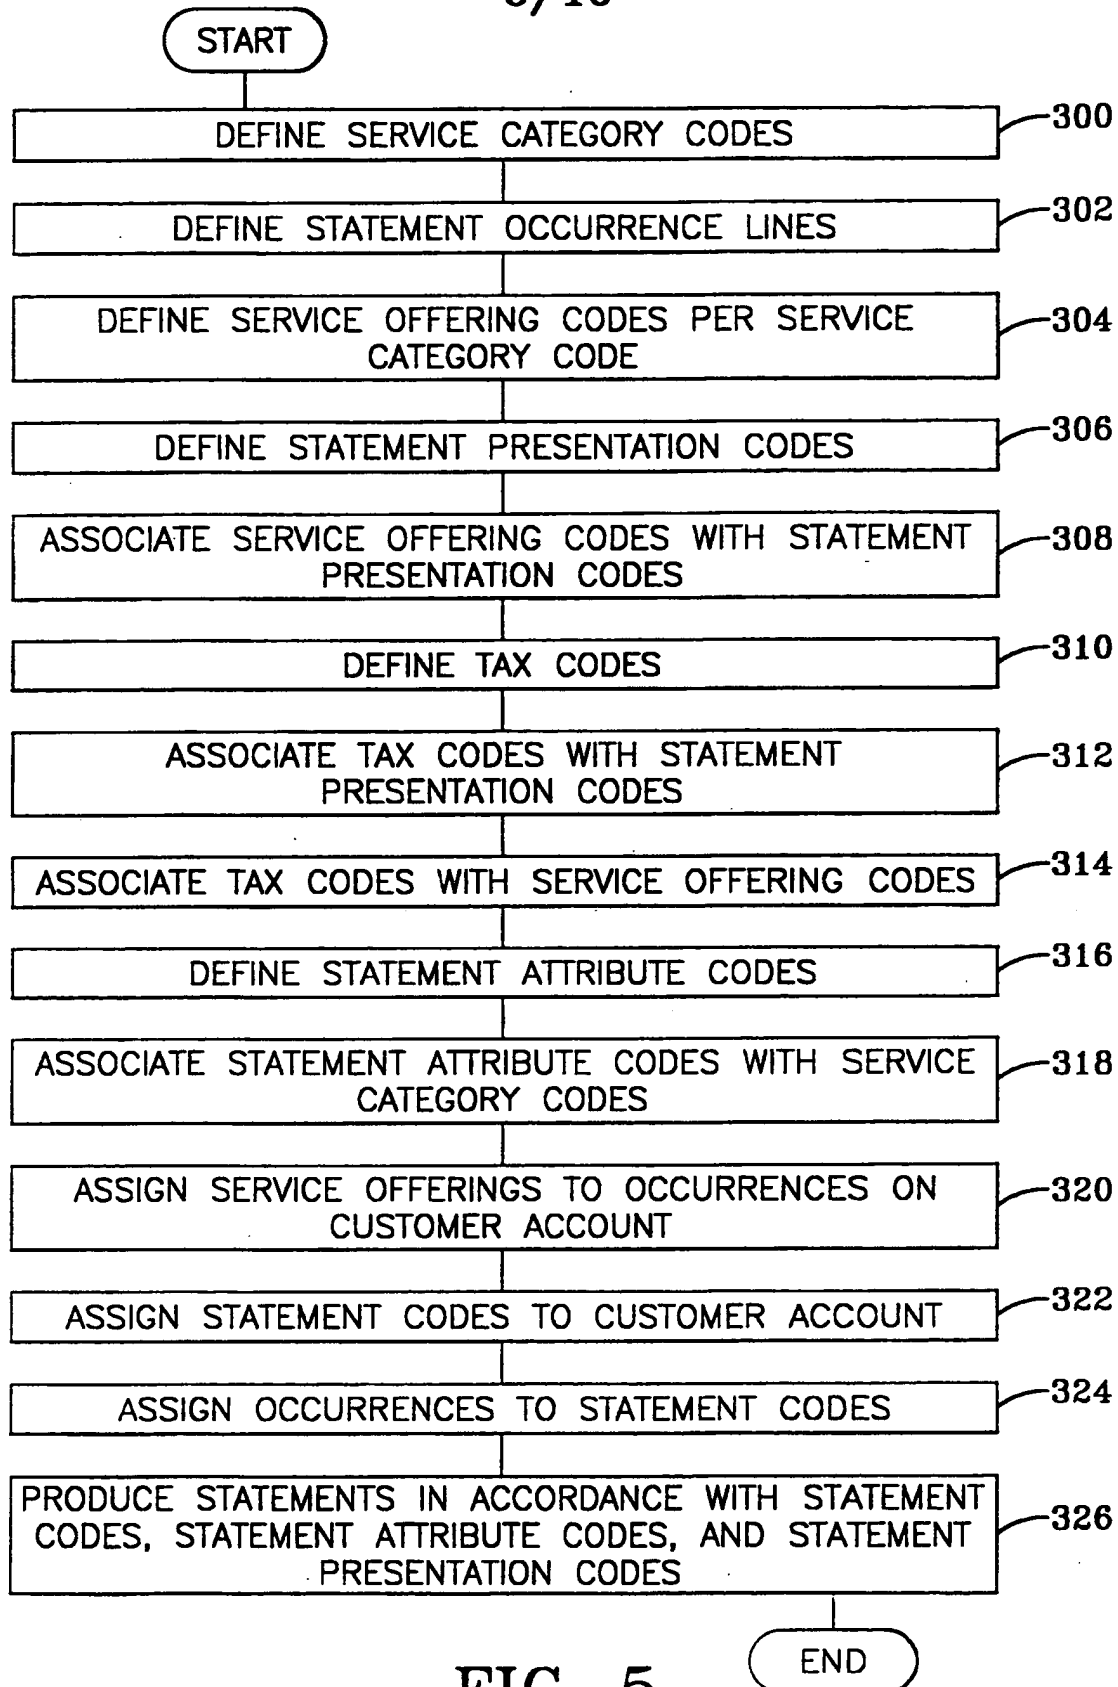 START
DEFINE SERVICE CATEGORY CODES
300
DEFINE STATEMENT OCCURRENCE LINES
302
DEFINE SERVICE OFFERING CODES PER SERVICE
CATEGORY CODE
304
DEFINE STATEMENT PRESENTATION CODES
306
ASSOCIATE SERVICE OFFERING CODES WITH STATEMENT
PRESENTATION CODES
308
DEFINE TAX CODES
310
ASSOCIATE TAX CODES WITH STATEMENT
PRESENTATION CODES
312
ASSOCIATE TAX CODES WITH SERVICE OFFERING CODES
314
DEFINE STATEMENT ATTRIBUTE CODES
316
ASSOCIATE STATEMENT ATTRIBUTE CODES WITH SERVICE
CATEGORY CODES
318
ASSIGN SERVICE OFFERINGS TO OCCURRENCES ON
CUSTOMER ACCOUNT
320
ASSIGN STATEMENT CODES TO CUSTOMER ACCOUNT
322
ASSIGN OCCURRENCES TO STATEMENT CODES
324
PRODUCE STATEMENTS IN ACCORDANCE WITH STATEMENT
CODES, STATEMENT ATTRIBUTE CODES, AND STATEMENT
PRESENTATION CODES
326
END
FIG. 5